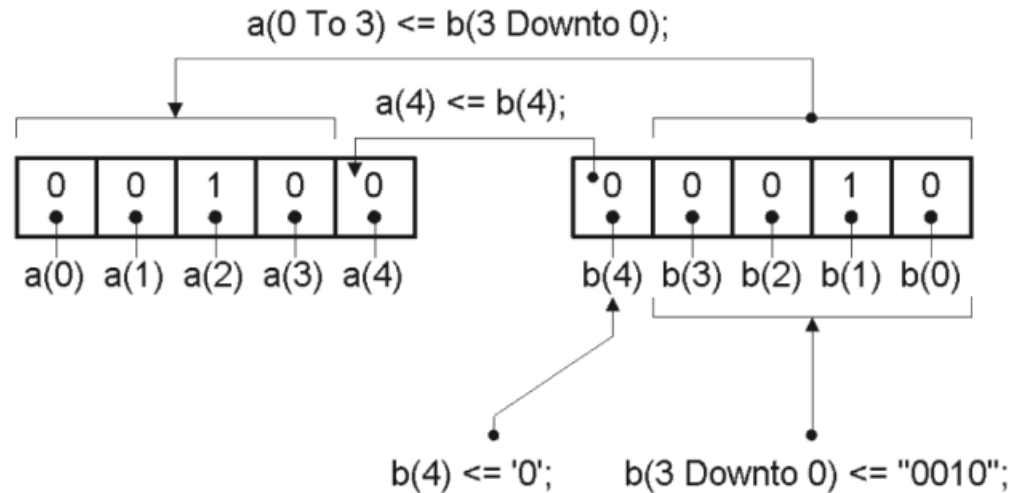 a(0 To 3) <= b(3 Downto 0);
a(4) <= b(4);
0 0 1 0 0 0 0 0 1 0
a(0) a(1) a(2) a(3) a(4) b(4) b(3) b(2) b(1) b(0)
b(4) <= '0'; b(3 Downto 0) <= "0010";